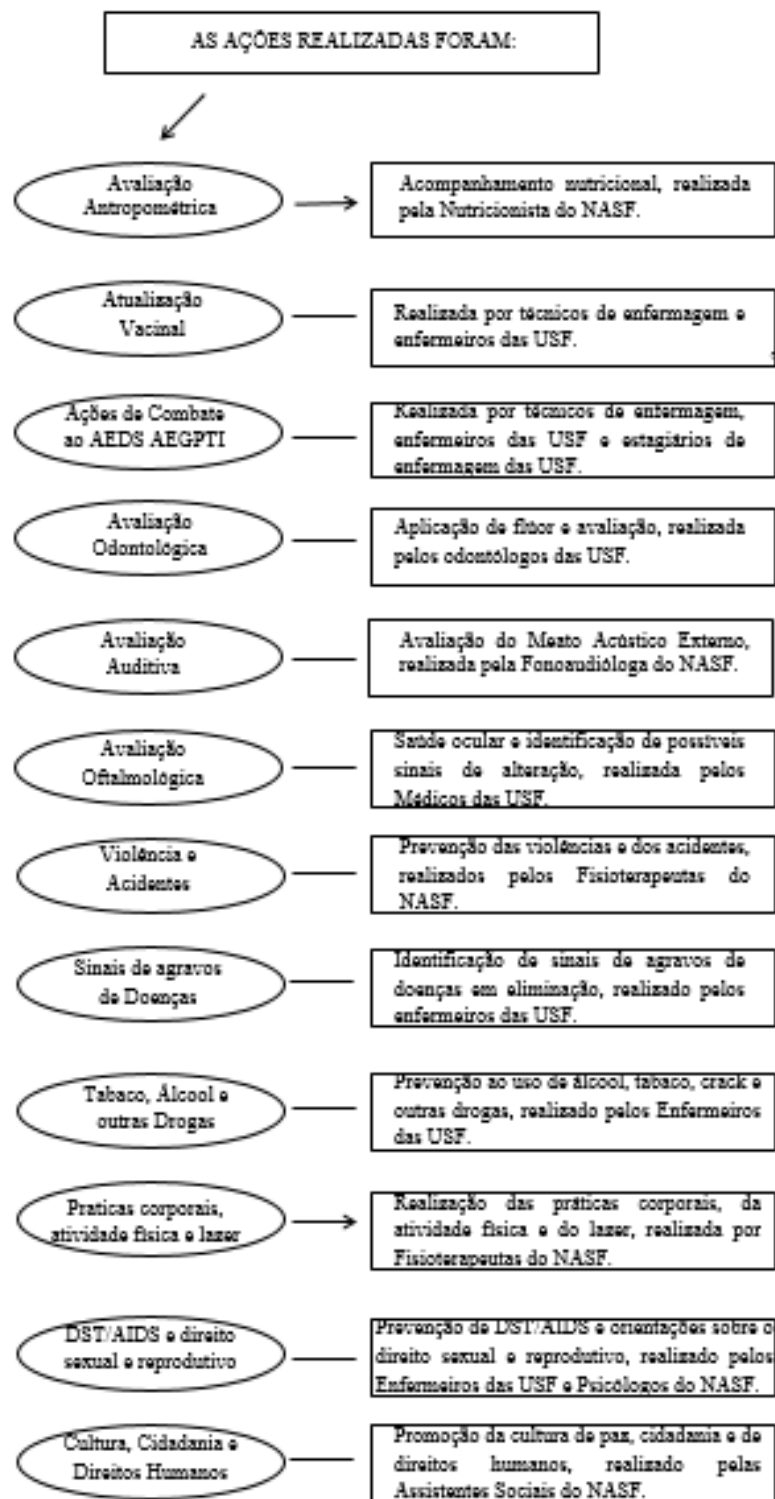 AS AÇÕES REALIZADAS FORAM:
Avaliação
Antropométrica
Acompanhamento nutricional, realizada
pela Nutricionista do NASF.
Atualização
Vacinal
Realizada por técnicos de enfermagem e
enfermeiros das USF.
Ações de Combate
ao AEDS AEGPTI
Realizada por técnicos de enfermagem,
enfermeiros das USF e estagiários de
enfermagem das USF.
Avaliação
Odontológica
Aplicação de flúor e avaliação, realizada
pelos odontólogos das USF.
Avaliação
Auditiva
Avaliação do Meato Acústico Externo,
realizada pela Fonoaudióloga do NASF.
Avaliação
Oftalmológica
Saúde ocular e identificação de possíveis
sinais de alteração, realizada pelos
Médicos das USF.
Violência e
Acidentes
Prevenção das violências e dos acidentes,
realizados pelos Fisioterapeutas do
NASF.
Sinais de agravos
de Doenças
Identificação de sinais de agravos de
doenças em eliminação, realizado pelos
enfermeiros das USF.
Tabaco, Álcool e
outras Drogas
Prevenção ao uso de álcool, tabaco, crack e
outras drogas, realizado pelos Enfermeiros
das USF.
Praticas corporais,
atividade física e lazer
Realização das práticas corporais, da
atividade física e do lazer, realizada por
Fisioterapeutas do NASF.
DST/AIDS e direito
sexual e reprodutivo
Prevenção de DST/AIDS e orientações sobre o
direito sexual e reprodutivo, realizado pelos
Enfermeiros das USF e Psicólogos do NASF.
Cultura, Cidadania e
Direitos Humanos
Promoção da cultura de paz, cidadania e de
direitos humanos, realizado pelas
Assistentes Sociais do NASF.